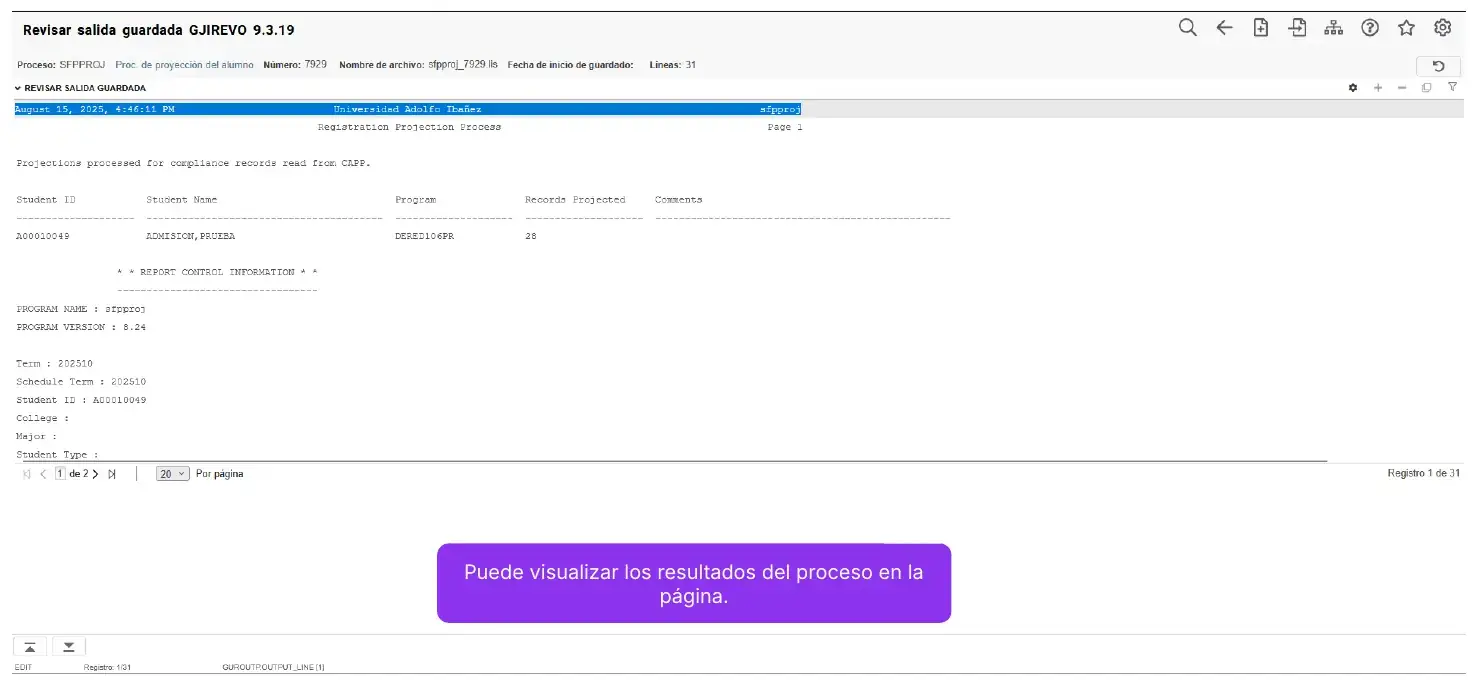 Revisar salida guardada GJIREVO 9.3.19
Proceso: SFPPROJ Proc. de proyección del alumno Número: 7929 Nombre de archivo: sfpproj_7929.lis Fecha de inicio de guardado: Líneas: 31
REVISAR SALIDA GUARDADA
August 15, 2025, 4:46:11 PM Universidad Adolfo Ibañez sfpproj
Registration Projection Process Page 1
Projections processed for compliance records read from CAPP.
Student ID Student Name Program Records Projected Comments
-------------------- ---------------------------------------- -------------------- -------------------- --------------------------------------------------
A00010049 ADMISION,PRUEBA DERED106PR 28
* * REPORT CONTROL INFORMATION * *
----------------------------------
PROGRAM NAME : sfpproj
PROGRAM VERSION : 8.24
Term : 202510
Schedule Term : 202510
Student ID : A00010049
College :
Major :
Student Type :
1 de 2 20 Por página Registro 1 de 31
Puede visualizar los resultados del proceso en la
página.
EDIT Registro: 1/31 GUROUTP.OUTPUT_LINE [1]